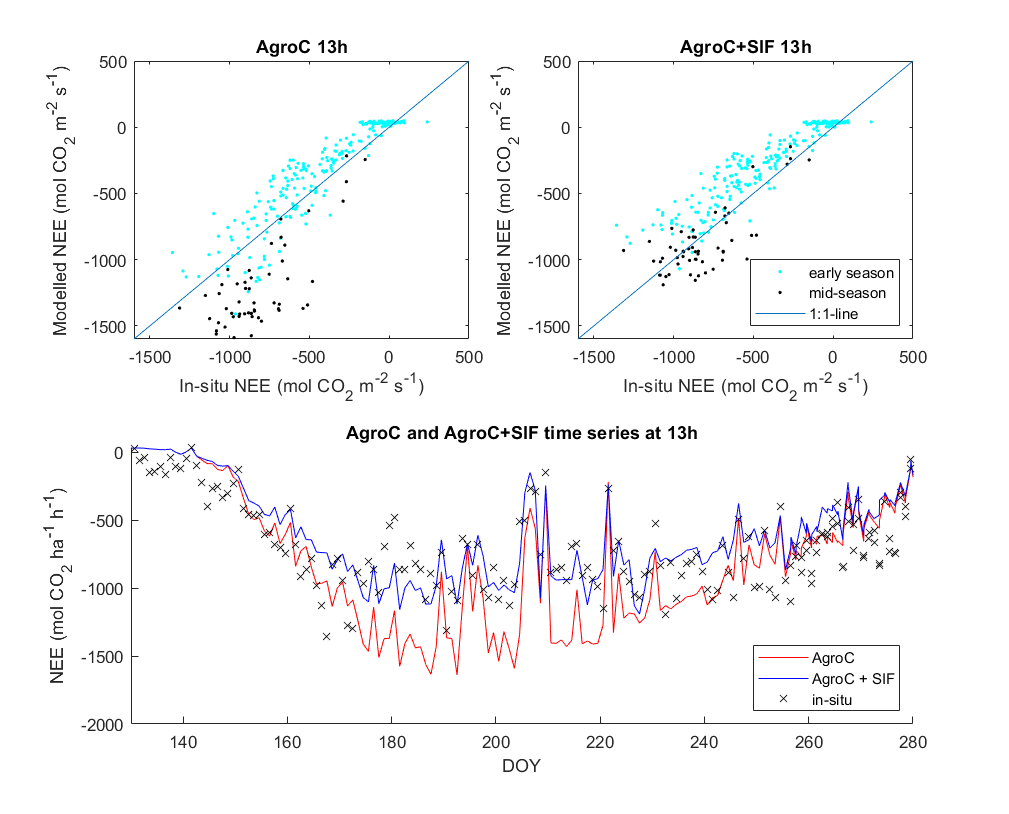 AgroC 13h
500
0
-500
-1000
-1500
Modelled NEE (mol CO2 m-2 s-1)
-1500 -1000 -500 0 500
In-situ NEE (mol CO2 m-2 s-1)
AgroC+SIF 13h
500
0
-500
-1000
-1500
Modelled NEE (mol CO2 m-2 s-1)
early season
mid-season
1:1-line
-1500 -1000 -500 0 500
In-situ NEE (mol CO2 m-2 s-1)
AgroC and AgroC+SIF time series at 13h
0
-500
-1000
-1500
-2000
NEE (mol CO2 ha-1 h-1)
AgroC
AgroC + SIF
in-situ
140 160 180 200 220 240 260 280
DOY